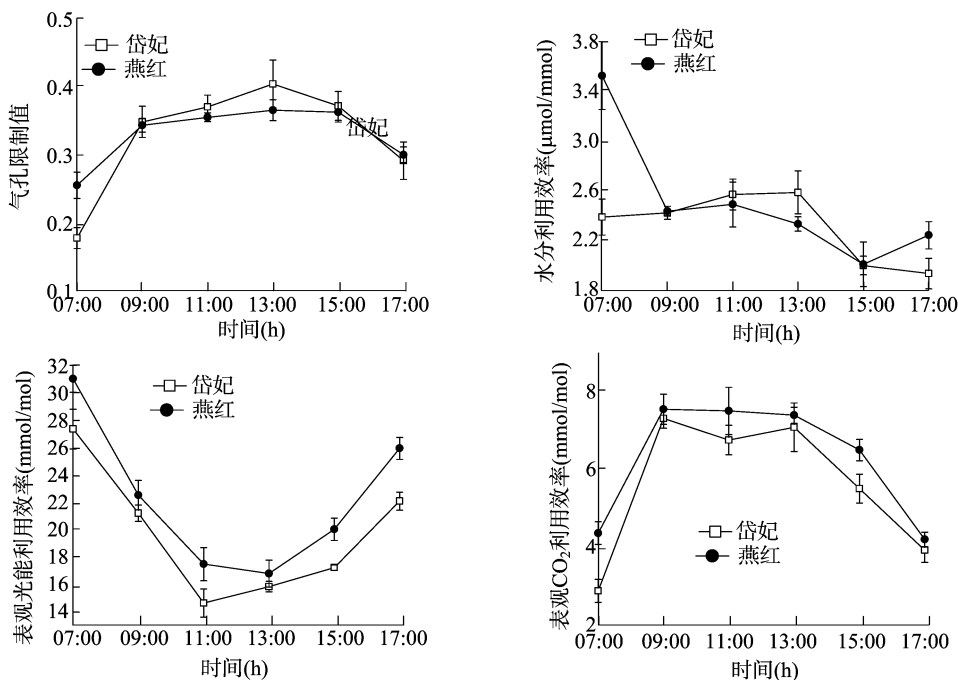 0.5
岱妃
燕红
0.4
0.3
0.2
0.1
气孔限制值
岱妃
07:00 09:00 11:00 13:00 15:00 17:00
时间(h)
3.8
岱妃
燕红
3.4
2.6
2.2
1.8
水分利用效率(μmol/mmol)
07:00 09:00 11:00 13:00 15:00 17:00
时间(h)
32
30
28
26
24
22
20
18
16
14
岱妃
燕红
表观光能利用效率(mmol/mol)
07:00 09:00 11:00 13:00 15:00 17:00
时间(h)
8
6
4
2
岱妃
燕红
表观CO₂利用效率(mmol/mol)
07:00 09:00 11:00 13:00 15:00 17:00
时间(h)